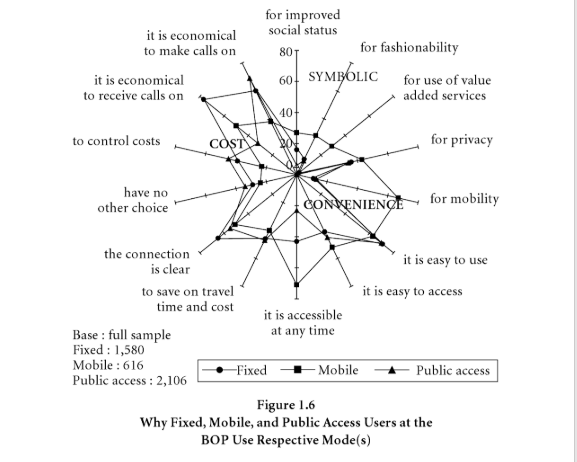 for improved
social status
it is economical
to make calls on
for fashionability
80
SYMBOLIC
60
it is economical
to receive calls on
for use of value
added services
40
to control costs
COST
20
for privacy
0
have no
other choice
CONVENIENCE
for mobility
the connection
is clear
it is easy to use
to save on travel
time and cost
it is easy to access
it is accessible
at any time
Base : full sample
Fixed : 1,580
Mobile : 616
Public access : 2,106
Fixed Mobile Public access
Figure 1.6
Why Fixed, Mobile, and Public Access Users at the
BOP Use Respective Mode(s)